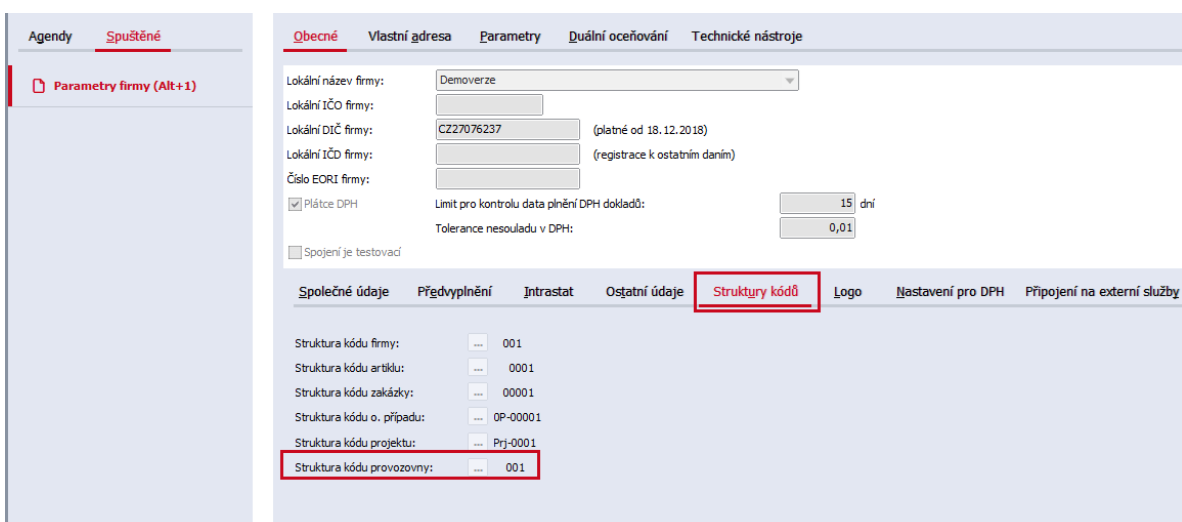 Agendy Spuštěné
Parametry firmy (Alt+1)
Obecné Vlastní adresa Parametry Duální oceňování Technické nástroje
Lokální název firmy: Demoverze
Lokální IČO firmy:
Lokální DIČ firmy: CZ27076237 (platné od 18.12.2018)
Lokální IČD firmy: (registrace k ostatním daním)
Číslo EORI firmy:
Plátce DPH Limit pro kontrolu data plnění DPH dokladů: 15 dní
Tolerance nesouladu v DPH: 0,01
Spojení je testovací
Společné údaje Předvyplnění Intrastat Ostatní údaje Struktury kódů Logo Nastavení pro DPH Připojení na externí služby
Struktura kódu firmy: ... 001
Struktura kódu artiklu: ... 0001
Struktura kódu zakázky: ... 00001
Struktura kódu o. případu: ... OP-00001
Struktura kódu projektu: ... Prj-0001
Struktura kódu provozovny: ... 001